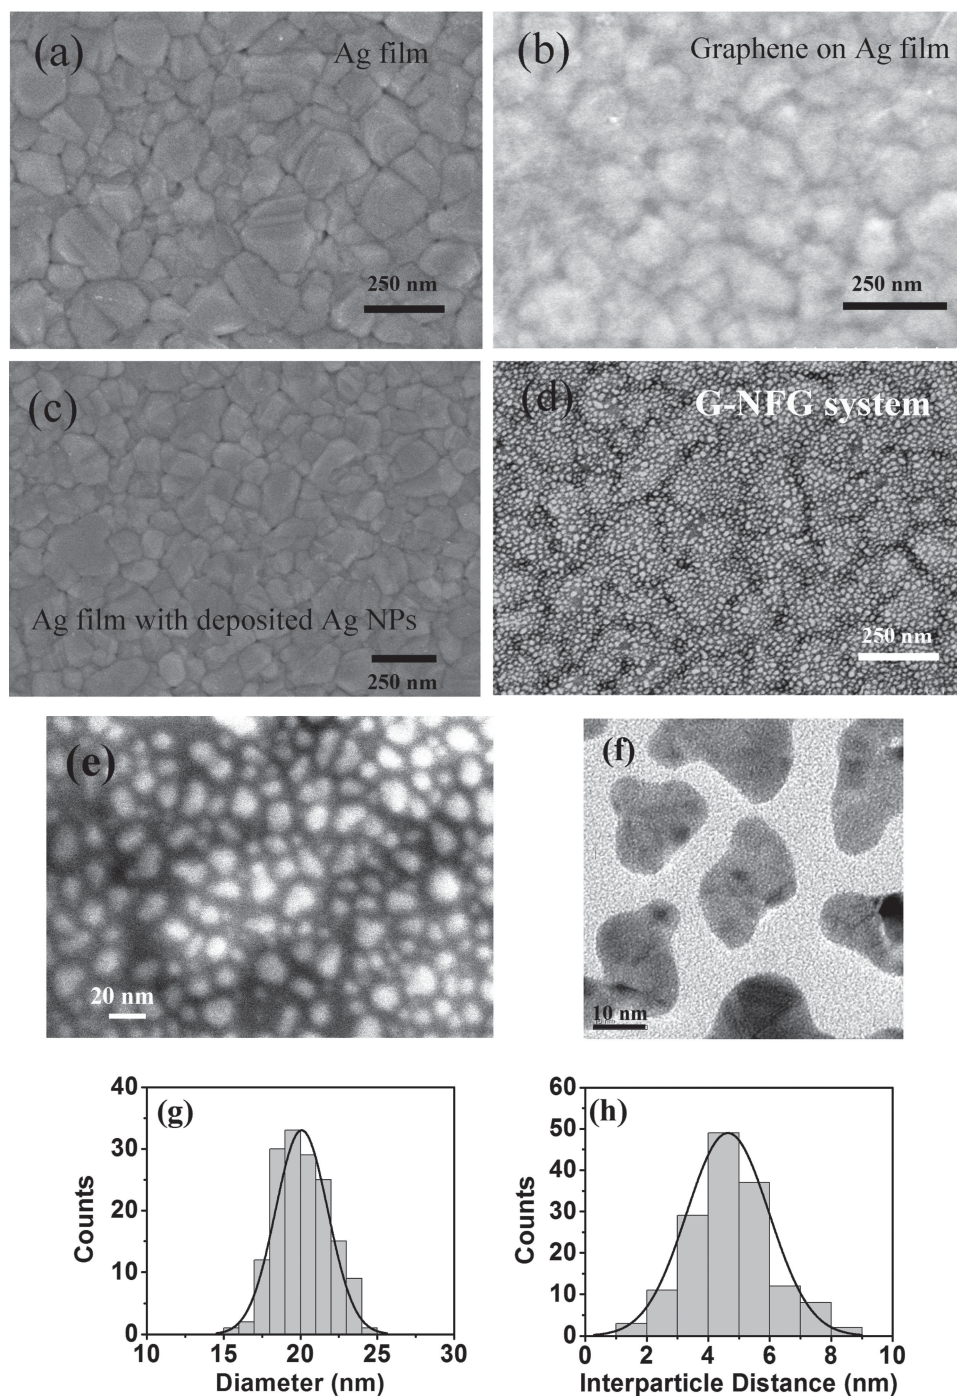 (a)
Ag film
250 nm
(b)
Graphene on Ag film
250 nm
(c)
Ag film with deposited Ag NPs
250 nm
(d)
G-NFG system
250 nm
(e)
20 nm
(f)
10 nm
(g)
40
30
20
10
0
Counts
10 15 20 25 30
Diameter (nm)
(h)
60
50
40
30
20
10
0
Counts
0 2 4 6 8 10
Interparticle Distance (nm)